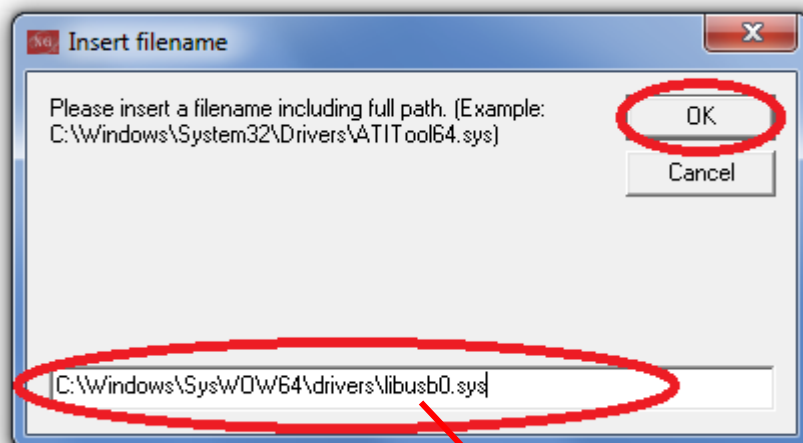 Insert filename
Please insert a filename including full path. (Example:
C:\Windows\System32\Drivers\ATITool64.sys)
OK
Cancel
C:\Windows\SysWOW64\drivers\libusb0.sys